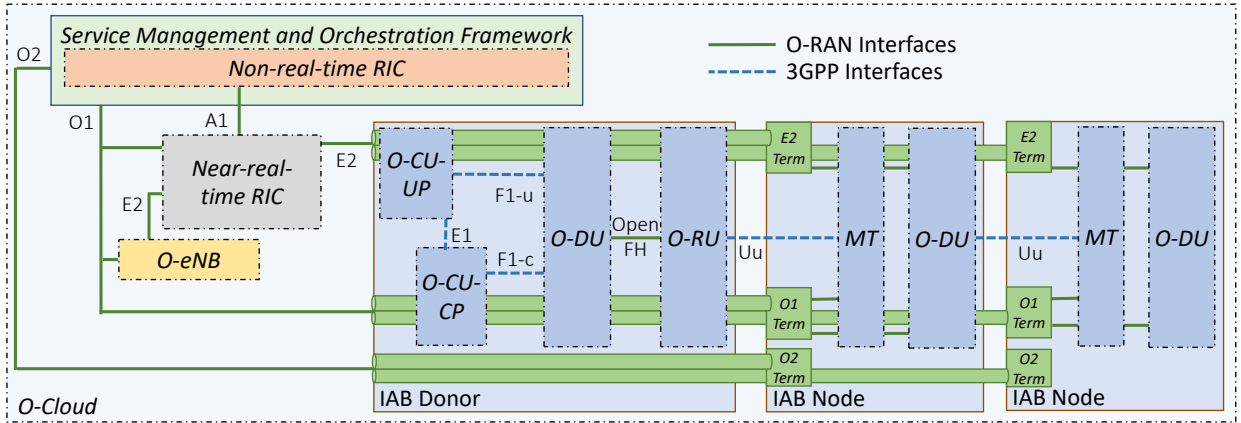 Service Management and Orchestration Framework
Non-real-time RIC
O2
O-RAN Interfaces
3GPP Interfaces
O1
A1
E2
Near-real-
time RIC
E2
O-eNB
O-CU-
UP
F1-u
E1
F1-c
O-CU-
CP
O-DU
Open
FH
O-RU
Uu
E2
Term
MT
O-DU
O1
Term
O2
Term
Uu
E2
Term
MT
O-DU
O1
Term
O2
Term
O-Cloud
IAB Donor
IAB Node
IAB Node